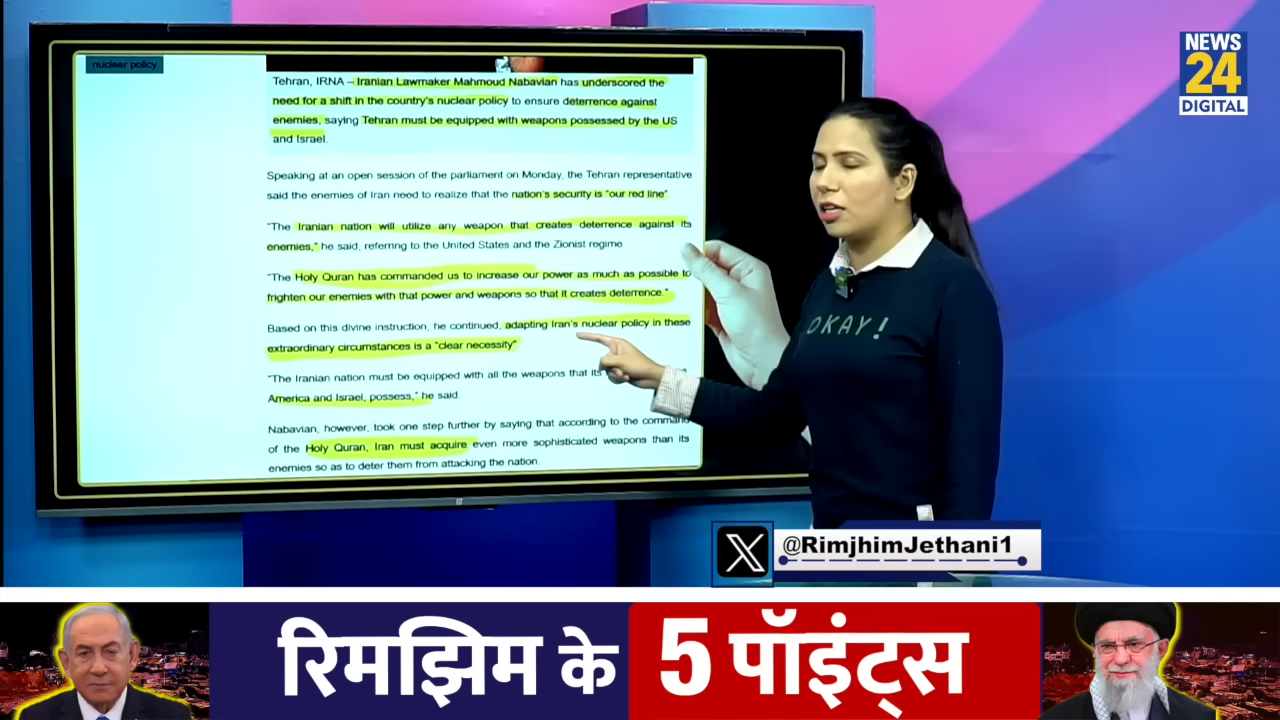 nuclear policy
Tehran, IRNA – Iranian Lawmaker Mahmoud Nabavian has underscored the
need for a shift in the country's nuclear policy to ensure deterrence against
enemies, saying Tehran must be equipped with weapons possessed by the US
and Israel.
Speaking at an open session of the parliament on Monday, the Tehran representative
said the enemies of Iran need to realize that the nation's security is "our red line".
"The Iranian nation will utilize any weapon that creates deterrence against its
enemies," he said, referring to the United States and the Zionist regime.
"The Holy Quran has commanded us to increase our power as much as possible to
frighten our enemies with that power and weapons so that it creates deterrence."
Based on this divine instruction, he continued, adapting Iran's nuclear policy in these
extraordinary circumstances is a "clear necessity"
"The Iranian nation must be equipped with all the weapons that its
America and Israel, possess," he said.
Nabavian, however, took one step further by saying that according to the command
of the Holy Quran, Iran must acquire even more sophisticated weapons than its
enemies so as to deter them from attacking the nation.
NEWS
24
DIGITAL
OKAY!
X @RimjhimJethani1
रिमझिम के 5 पॉइंट्स